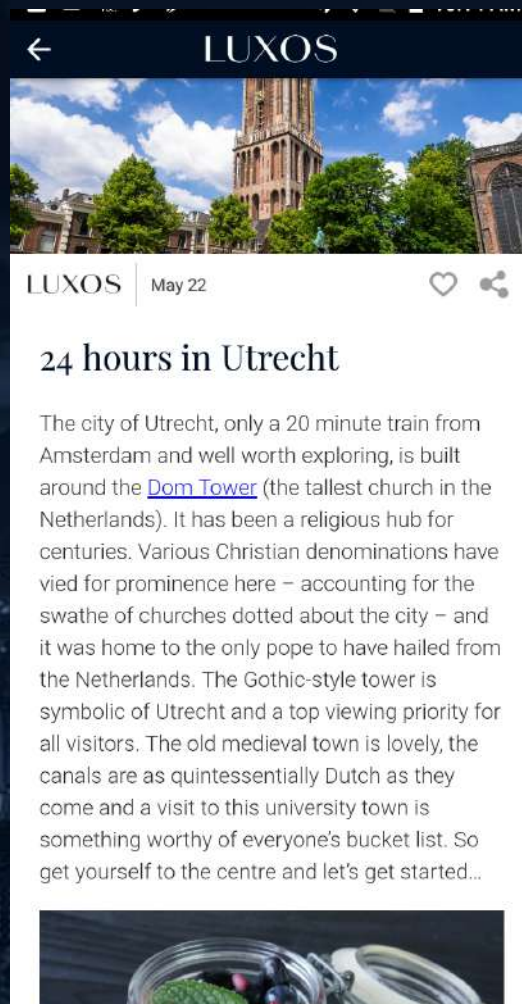 LUXOS
LUXOS
May 22
24 hours in Utrecht
The city of Utrecht, only a 20 minute train from
Amsterdam and well worth exploring, is built
around the Dom Tower (the tallest church in the
Netherlands). It has been a religious hub for
centuries. Various Christian denominations have
vied for prominence here – accounting for the
swathe of churches dotted about the city – and
it was home to the only pope to have hailed from
the Netherlands. The Gothic-style tower is
symbolic of Utrecht and a top viewing priority for
all visitors. The old medieval town is lovely, the
canals are as quintessentially Dutch as they
come and a visit to this university town is
something worthy of everyone’s bucket list. So
get yourself to the centre and let’s get started...